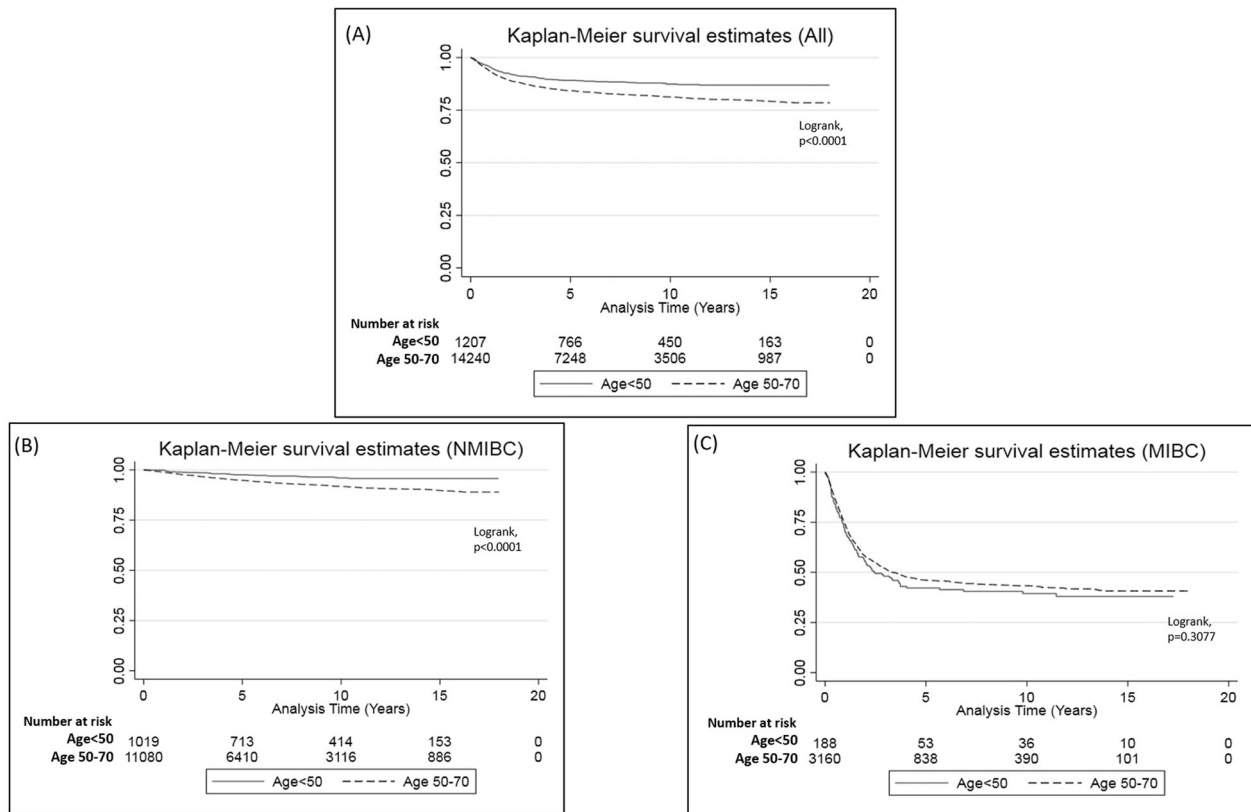 (A)
Kaplan-Meier survival estimates (All)
1.00
0.75
0.50
0.25
0.00
Logrank,
p<0.0001
0 5 10 15 20
Analysis Time (Years)
Number at risk
Age<50 1207 766 450 163 0
Age 50-70 14240 7248 3506 987 0
Age<50 Age 50-70
(B)
Kaplan-Meier survival estimates (NMIBC)
1.00
0.75
0.50
0.25
0.00
Logrank,
p<0.0001
0 5 10 15 20
Analysis Time (Years)
Number at risk
Age<50 1019 713 414 153 0
Age 50-70 11080 6410 3116 886 0
Age<50 Age 50-70
(C)
Kaplan-Meier survival estimates (MIBC)
1.00
0.75
0.50
0.25
0.00
Logrank,
p=0.3077
0 5 10 15 20
Analysis Time (Years)
Number at risk
Age<50 188 53 36 10 0
Age 50-70 3160 838 390 101 0
Age<50 Age 50-70